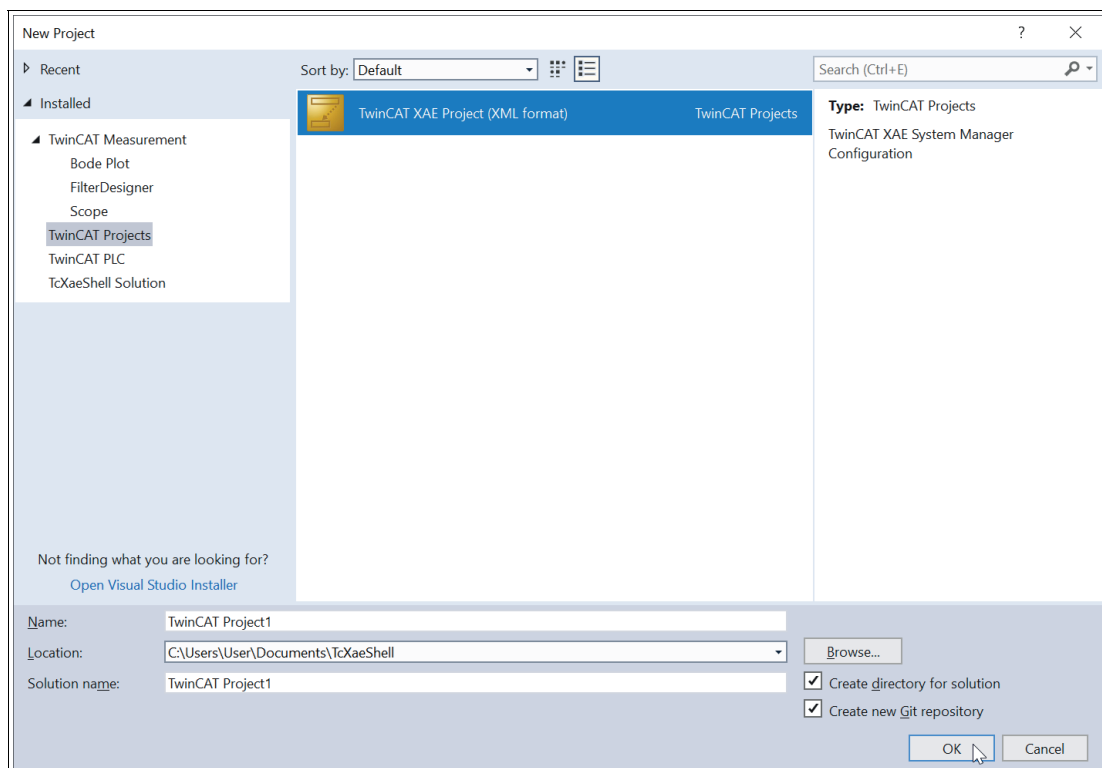 New Project
?
Recent
Sort by: Default
Search (Ctrl+E)
Installed
TwinCAT Measurement
Bode Plot
FilterDesigner
Scope
TwinCAT Projects
TwinCAT PLC
TcXaeShell Solution
TwinCAT XAE Project (XML format) TwinCAT Projects
Type: TwinCAT Projects
TwinCAT XAE System Manager
Configuration
Not finding what you are looking for?
Open Visual Studio Installer
Name: TwinCAT Project1
Location: C:\Users\User\Documents\TcXaeShell Browse...
Solution name: TwinCAT Project1
Create directory for solution
Create new Git repository
OK Cancel